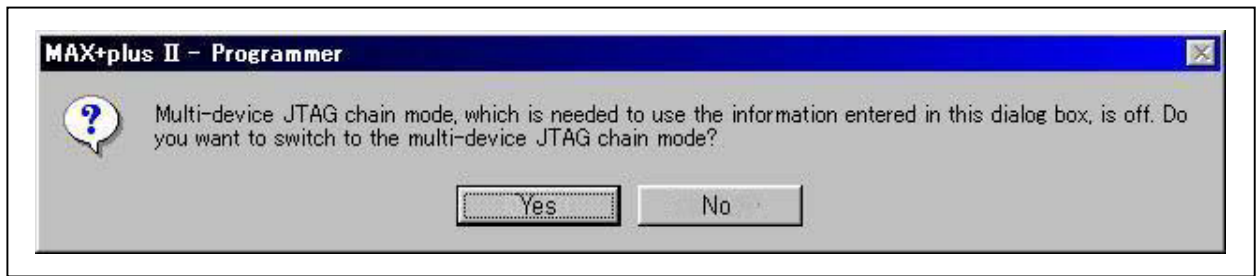 MAX+plus II - Programmer
Multi-device JTAG chain mode, which is needed to use the information entered in this dialog box, is off. Do
you want to switch to the multi-device JTAG chain mode?
Yes
No